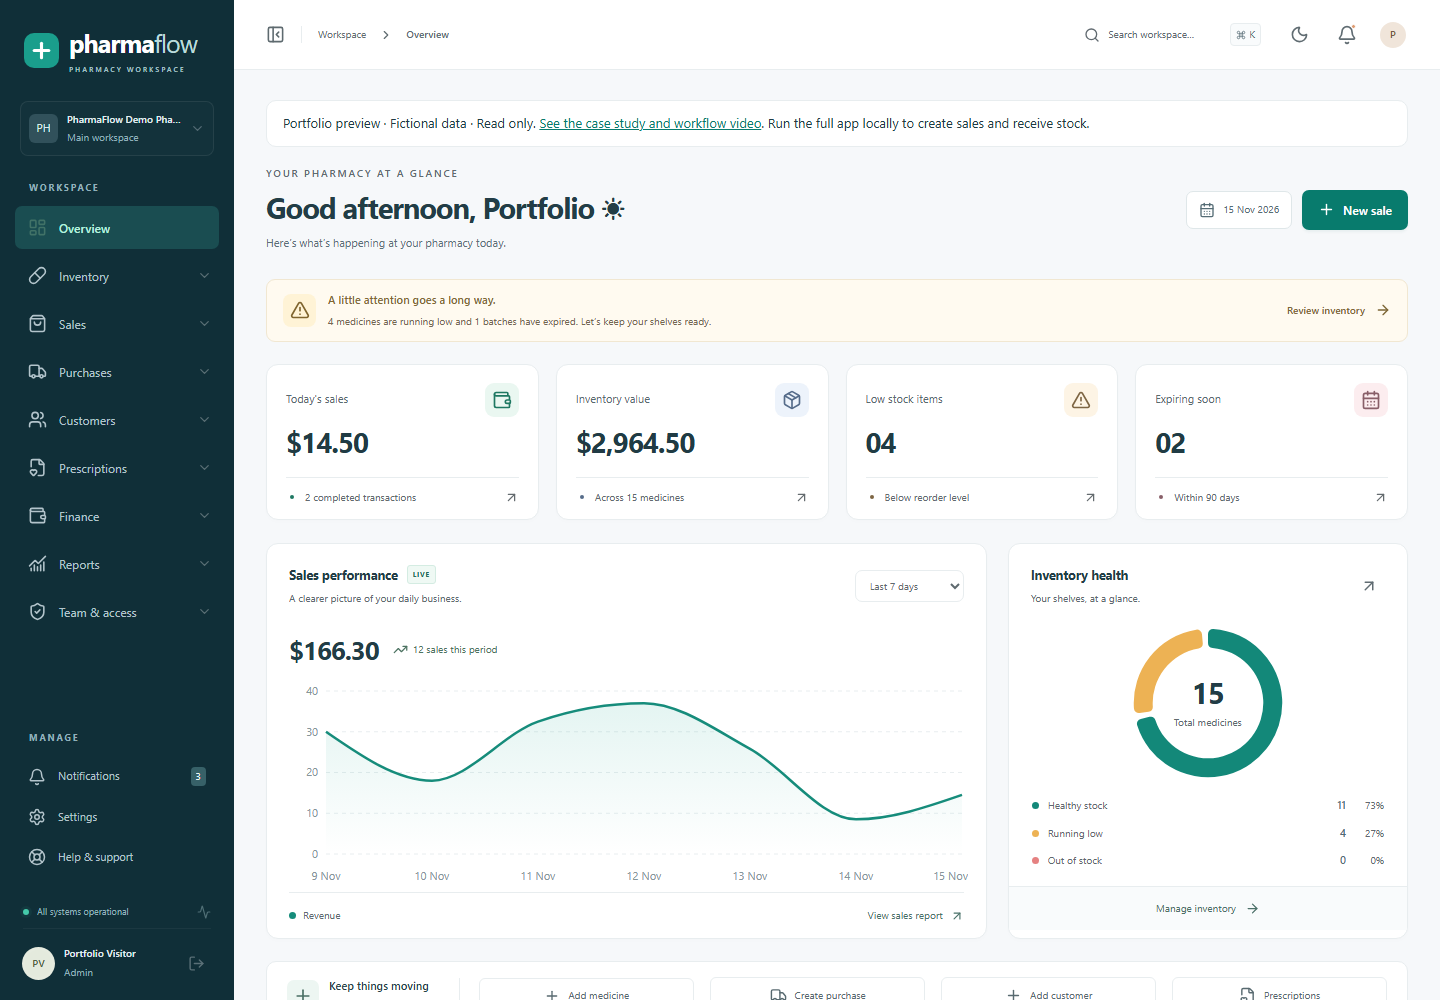 pharmaflow
PHARMACY WORKSPACE
PH
PharmaFlow Demo Pha...
Main workspace
WORKSPACE
Overview
Inventory
Sales
Purchases
Customers
Prescriptions
Finance
Reports
Team & access
MANAGE
Notifications
3
Settings
Help & support
All systems operational
PV
Portfolio Visitor
Admin
Workspace
Overview
Search workspace...
⌘ K
P
Portfolio preview · Fictional data · Read only. See the case study and workflow video. Run the full app locally to create sales and receive stock.
YOUR PHARMACY AT A GLANCE
Good afternoon, Portfolio ☀
Here's what's happening at your pharmacy today.
15 Nov 2026
New sale
A little attention goes a long way.
4 medicines are running low and 1 batches have expired. Let's keep your shelves ready.
Review inventory
Today's sales
$14.50
2 completed transactions
Inventory value
$2,964.50
Across 15 medicines
Low stock items
04
Below reorder level
Expiring soon
02
Within 90 days
Sales performance
LIVE
A clearer picture of your daily business.
Last 7 days
$166.30
12 sales this period
40
30
20
10
0
9 Nov
10 Nov
11 Nov
12 Nov
13 Nov
14 Nov
15 Nov
Revenue
View sales report
Inventory health
Your shelves, at a glance.
15
Total medicines
Healthy stock 11 73%
Running low 4 27%
Out of stock 0 0%
Manage inventory
Keep things moving
Add medicine
Create purchase
Add customer
Prescriptions